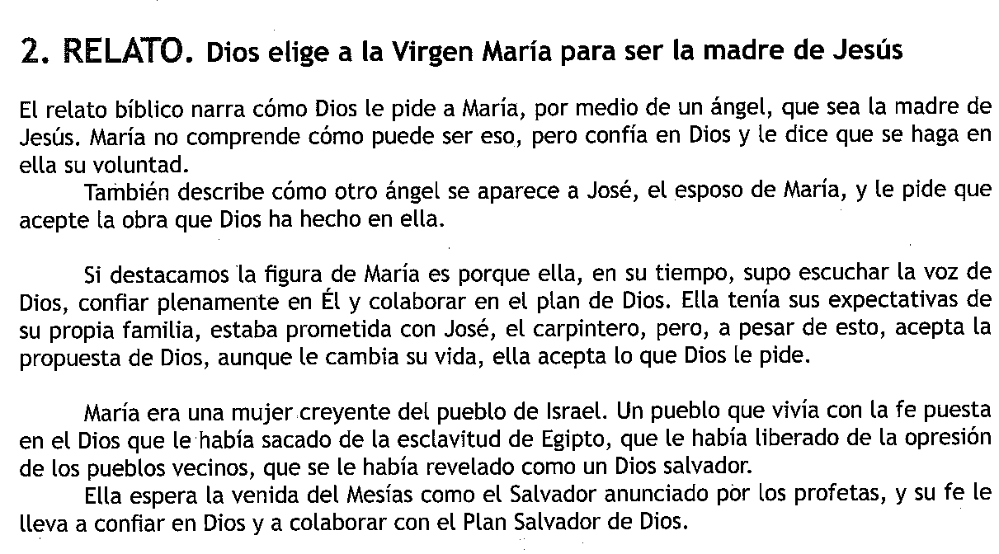 2. RELATO. Dios elige a la Virgen María para ser la madre de Jesús
El relato bíblico narra cómo Dios le pide a María, por medio de un ángel, que sea la madre de
Jesús. María no comprende cómo puede ser eso, pero confía en Dios y le dice que se haga en
ella su voluntad.
También describe cómo otro ángel se aparece a José, el esposo de María, y le pide que
acepte la obra que Dios ha hecho en ella.
Si destacamos la figura de María es porque ella, en su tiempo, supo escuchar la voz de
Dios, confiar plenamente en Él y colaborar en el plan de Dios. Ella tenía sus expectativas de
su propia familia, estaba prometida con José, el carpintero, pero, a pesar de esto, acepta la
propuesta de Dios, aunque le cambia su vida, ella acepta lo que Dios le pide.
María era una mujer creyente del pueblo de Israel. Un pueblo que vivía con la fe puesta
en el Dios que le había sacado de la esclavitud de Egipto, que le había liberado de la opresión
de los pueblos vecinos, que se le había revelado como un Dios salvador.
Ella espera la venida del Mesías como el Salvador anunciado por los profetas, y su fe le
lleva a confiar en Dios y a colaborar con el Plan Salvador de Dios.